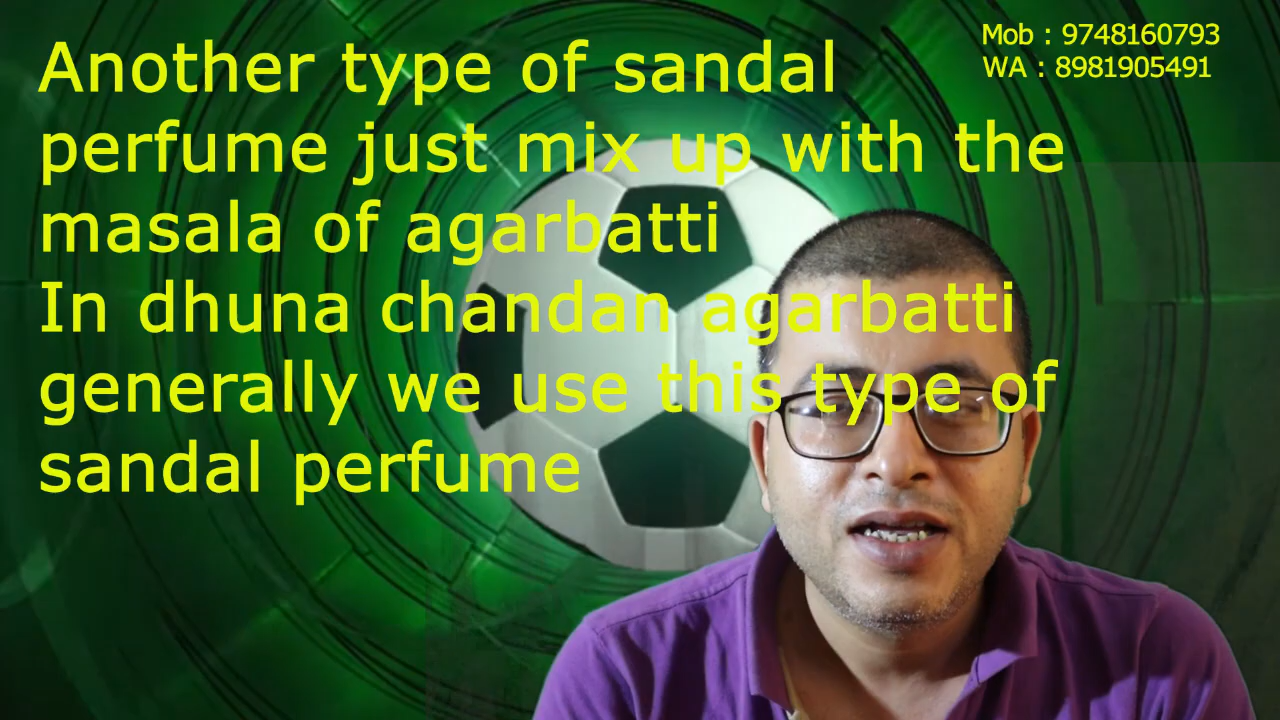 Another type of sandal
perfume just mix up with the
masala of agarbatti
In dhuna chandan agarbatti
generally we use this type of
sandal perfume
Mob : 9748160793
WA : 8981905491